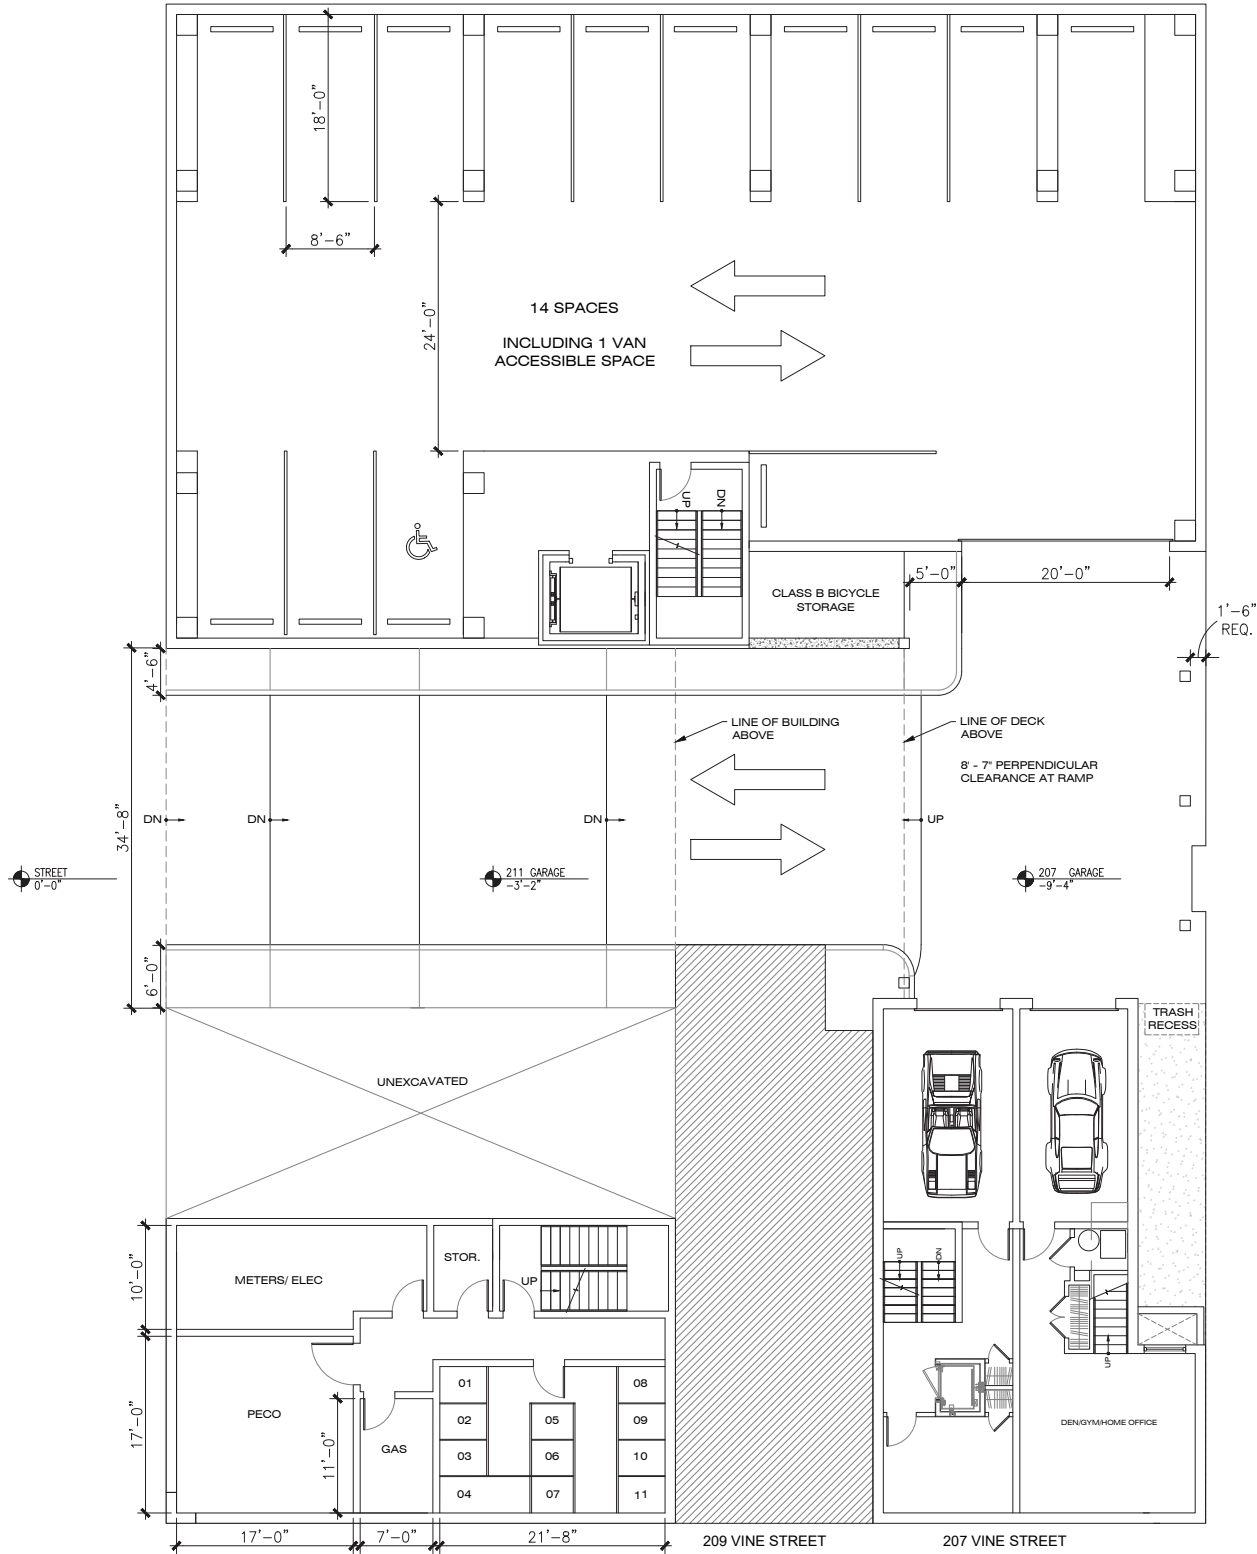 18'-0"
8'-6"
24'-0"
14 SPACES
INCLUDING 1 VAN
ACCESSIBLE SPACE
UP
DN
CLASS B BICYCLE
STORAGE
5'-0"
20'-0"
1'-6"
REQ.
4'-6"
LINE OF BUILDING
ABOVE
LINE OF DECK
ABOVE
8' - 7" PERPENDICULAR
CLEARANCE AT RAMP
34'-8"
DN
DN
DN
UP
STREET
0'-0"
211 GARAGE
-3'-2"
207 GARAGE
-9'-4"
6'-0"
TRASH
RECESS
UNEXCAVATED
10'-0"
METERS/ ELEC
STOR.
UP
UP
DN
UP
17'-0"
PECO
11'-0"
GAS
01
02
03
04
05
06
07
08
09
10
11
DEN/GYM/HOME OFFICE
17'-0"
7'-0"
21'-8"
209 VINE STREET
207 VINE STREET